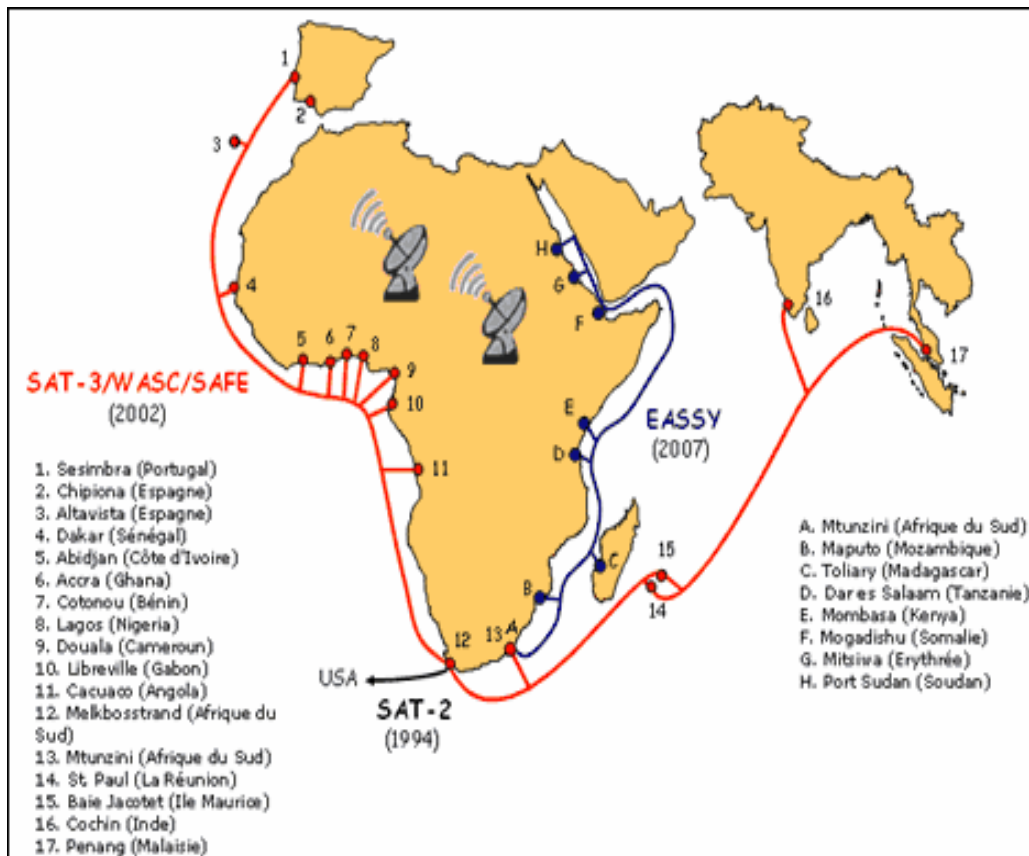 1
2
3
4
5
6
7
8
9
10
11
12
13
A
14
15
16
17
H
G
F
E
D
C
B
SAT-3/WASC/SAFE
(2002)
EASSY
(2007)
USA
SAT-2
(1994)
1. Sesimbra (Portugal)
2. Chipiona (Espagne)
3. Altavista (Espagne)
4. Dakar (Sénégal)
5. Abidjan (Côte d'Ivoire)
6. Accra (Ghana)
7. Cotonou (Bénin)
8. Lagos (Nigeria)
9. Douala (Cameroun)
10. Libreville (Gabon)
11. Cacuaco (Angola)
12. Melkbosstrand (Afrique du
Sud)
13. Mtunzini (Afrique du Sud)
14. St. Paul (La Réunion)
15. Baie Jacotet (Ile Maurice)
16. Cochin (Inde)
17. Penang (Malaisie)
A. Mtunzini (Afrique du Sud)
B. Maputo (Mozambique)
C. Toliary (Madagascar)
D. Dar es Salaam (Tanzanie)
E. Mombasa (Kenya)
F. Mogadishu (Somalie)
G. Mitsiwa (Erythrée)
H. Port Sudan (Soudan)